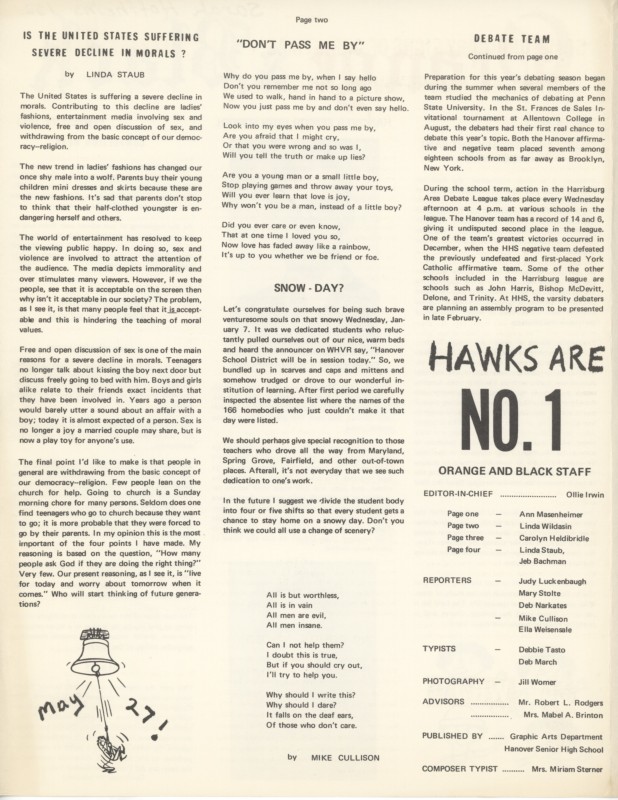 Page two
IS THE UNITED STATES SUFFERING
SEVERE DECLINE IN MORALS ?
by LINDA STAUB
The United States is suffering a severe decline in
morals. Contributing to this decline are ladies'
fashions, entertainment media involving sex and
violence, free and open discussion of sex, and
withdrawing from the basic concept of our democ-
racy–religion.
The new trend in ladies' fashions has changed our
once shy male into a wolf. Parents buy their young
children mini dresses and skirts because these are
the new fashions. It's sad that parents don't stop
to think that their half-clothed youngster is en-
dangering herself and others.
The world of entertainment has resolved to keep
the viewing public happy. In doing so, sex and
violence are involved to attract the attention of
the audience. The media depicts immorality and
over stimulates many viewers. However, if we the
people, see that it is acceptable on the screen then
why isn't it acceptable in our society? The problem,
as I see it, is that many people feel that it is accept-
able and this is hindering the teaching of moral
values.
Free and open discussion of sex is one of the main
reasons for a severe decline in morals. Teenagers
no longer talk about kissing the boy next door but
discuss freely going to bed with him. Boys and girls
alike relate to their friends exact incidents that
they have been involved in. Years ago a person
would barely utter a sound about an affair with a
boy; today it is almost expected of a person. Sex is
no longer a joy a married couple may share, but is
now a play toy for anyone's use.
The final point I'd like to make is that people in
general are withdrawing from the basic concept of
our democracy–religion. Few people lean on the
church for help. Going to church is a Sunday
morning chore for many persons. Seldom does one
find teenagers who go to church because they want
to go; it is more probable that they were forced to
go by their parents. In my opinion this is the most
important of the four points I have made. My
reasoning is based on the question, "How many
people ask God if they are doing the right thing?"
Very few. Our present reasoning, as I see it, is "live
for today and worry about tomorrow when it
comes." Who will start thinking of future genera-
tions?
may 27!
"DON'T PASS ME BY"
Why do you pass me by, when I say hello
Don't you remember me not so long ago
We used to walk, hand in hand to a picture show,
Now you just pass me by and don't even say hello.
Look into my eyes when you pass me by,
Are you afraid that I might cry,
Or that you were wrong and so was I,
Will you tell the truth or make up lies?
Are you a young man or a small little boy,
Stop playing games and throw away your toys,
Will you ever learn that love is joy,
Why won't you be a man, instead of a little boy?
Did you ever care or even know,
That at one time I loved you so,
Now love has faded away like a rainbow,
It's up to you whether we be friend or foe.
SNOW - DAY?
Let's congratulote ourselves for being such brave
venturesome souls on that snowy Wednesday, Jan-
uary 7. It was we dedicated students who reluc-
tantly pulled ourselves out of our nice, warm beds
and heard the announcer on WHVR say, "Hanover
School District will be in session today." So, we
bundled up in scarves and caps and mittens and
somehow trudged or drove to our wonderful in-
stitution of learning. After first period we carefully
inspected the absentee list where the names of the
166 homebodies who just couldn't make it that
day were listed.
We should perhaps give special recognition to those
teachers who drove all the way from Maryland,
Spring Grove, Fairfield, and other out-of-town
places. Afterall, it's not everyday that we see such
dedication to one's work.
In the future I suggest we divide the student body
into four or five shifts so that every student gets a
chance to stay home on a snowy day. Don't you
think we could all use a change of scenery?
All is but worthless,
All is in vain
All men are evil,
All men insane.
Can I not help them?
I doubt this is true,
But if you should cry out,
I'll try to help you.
Why should I write this?
Why should I dare?
It falls on the deaf ears,
Of those who don't care.
by MIKE CULLISON
DEBATE TEAM
Continued from page one
Preparation for this year's debating season began
during the summer when several members of the
team rtudied the mechanics of debating at Penn
State University. In the St. Frances de Sales In-
vitational tournament at Allentown College in
August, the debaters had their first real chance to
debate this year's topic. Both the Hanover affirma-
tive and negative team placed seventh among
eighteen schools from as far away as Brooklyn,
New York.
During the school term, action in the Harrisburg
Area Debate League takes place every Wednesday
afternoon at 4 p.m. at various schools in the
league. The Hanover team has a record of 14 and 6,
giving it undisputed second place in the league.
One of the team's greatest victories occurred in
December, when the HHS negative team defeated
the previously undefeated and first-placed York
Catholic affirmative team. Some of the other
schools included in the Harrisburg league are
schools such as John Harris, Bishop McDevitt,
Delone, and Trinity. At HHS, the varsity debaters
are planning an assembly program to be presented
in late February.
HAWKS ARE
NO. 1
ORANGE AND BLACK STAFF
EDITOR-IN-CHIEF ........................ Ollie Irwin
Page one – Ann Masenheimer
Page two – Linda Wildasin
Page three – Carolyn Heldibridle
Page four – Linda Staub,
Jeb Bachman
REPORTERS – Judy Luckenbaugh
Mary Stolte
Deb Narkates
– Mike Cullison
Ella Weisensale
TYPISTS – Debbie Tasto
Deb March
PHOTOGRAPHY – Jill Womer
ADVISORS ................ Mr. Robert L. Rodgers
................ Mrs. Mabel A. Brinton
PUBLISHED BY ....... Graphic Arts Department
Hanover Senior High School
COMPOSER TYPIST .......... Mrs. Miriam Sterner